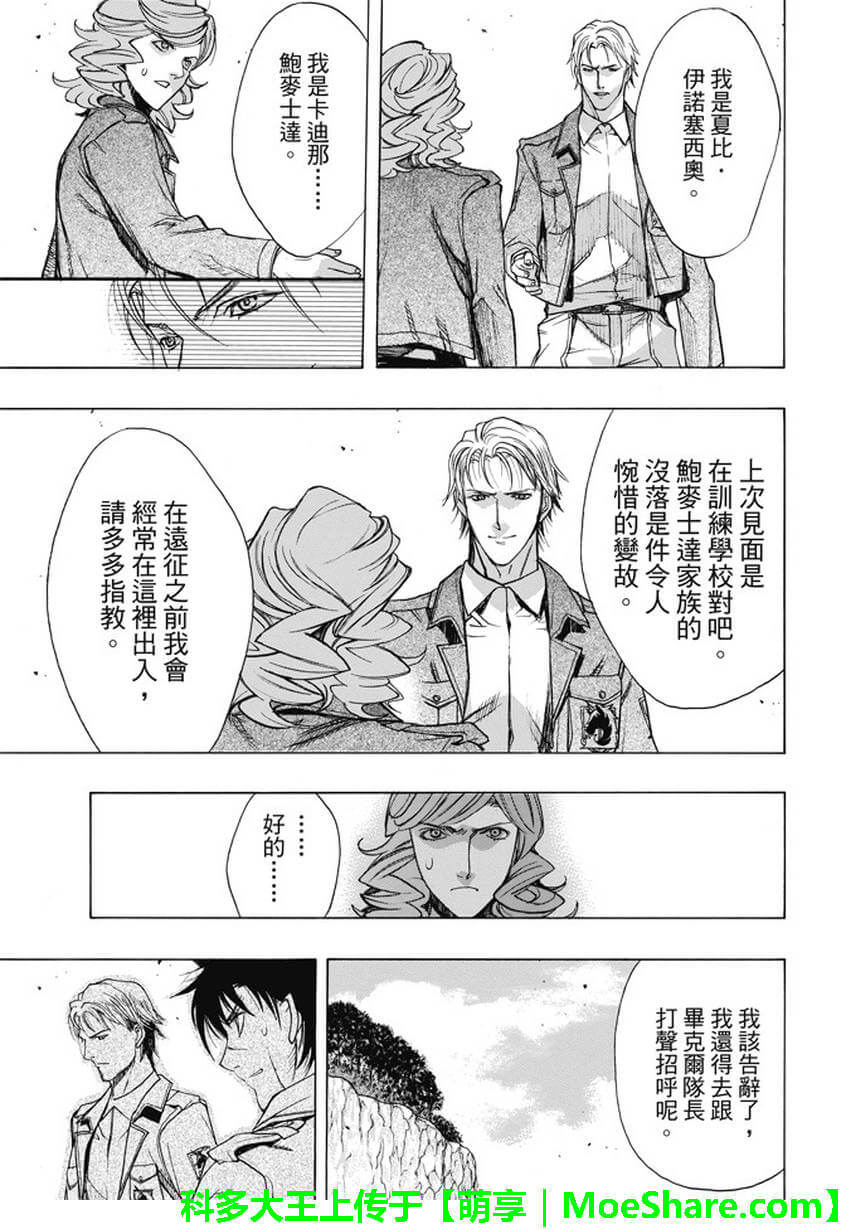 我是夏比．
伊諾塞西奧。
我是卡迪那……
鮑麥士達。
上次見面是
在訓練學校對吧。
鮑麥士達家族的
沒落是件令人
惋惜的變故。
在遠征之前我會
經常在這裡出入，
請多多指教。
……
好的……
我該告辭了，
我還得去跟
畢克爾隊長
打聲招呼呢。
科多大王上传于【萌享｜MoeShare.com】